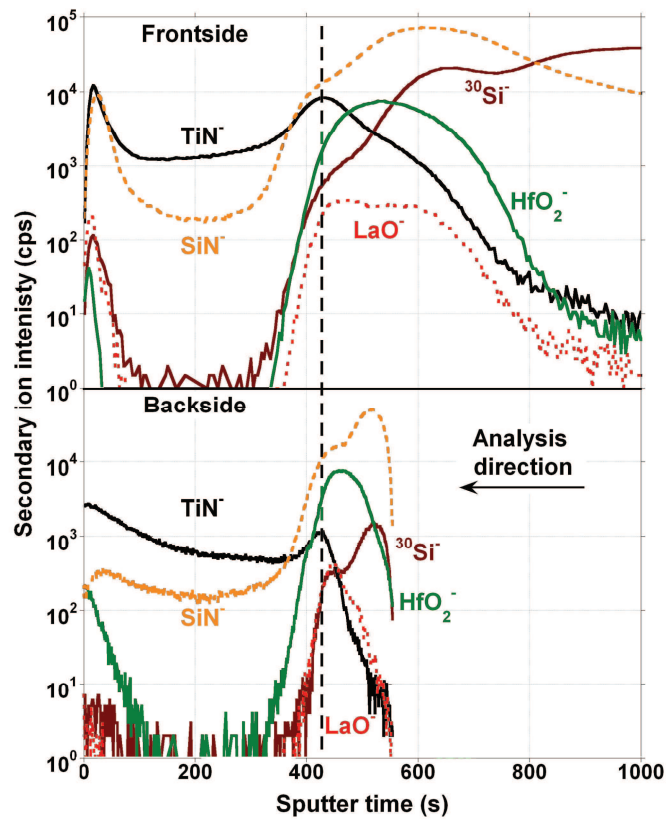 10⁵
Frontside
10⁴
³⁰Si⁻
TiN⁻
10³
HfO₂⁻
SiN⁻
LaO⁻
10²
10¹
10⁰
Backside
10⁴
Analysis
direction
TiN⁻
10³
³⁰Si⁻
HfO₂⁻
10²
SiN⁻
10¹
LaO⁻
10⁰
0 200 400 600 800 1000
Sputter time (s)
Secondary ion intenisty (cps)